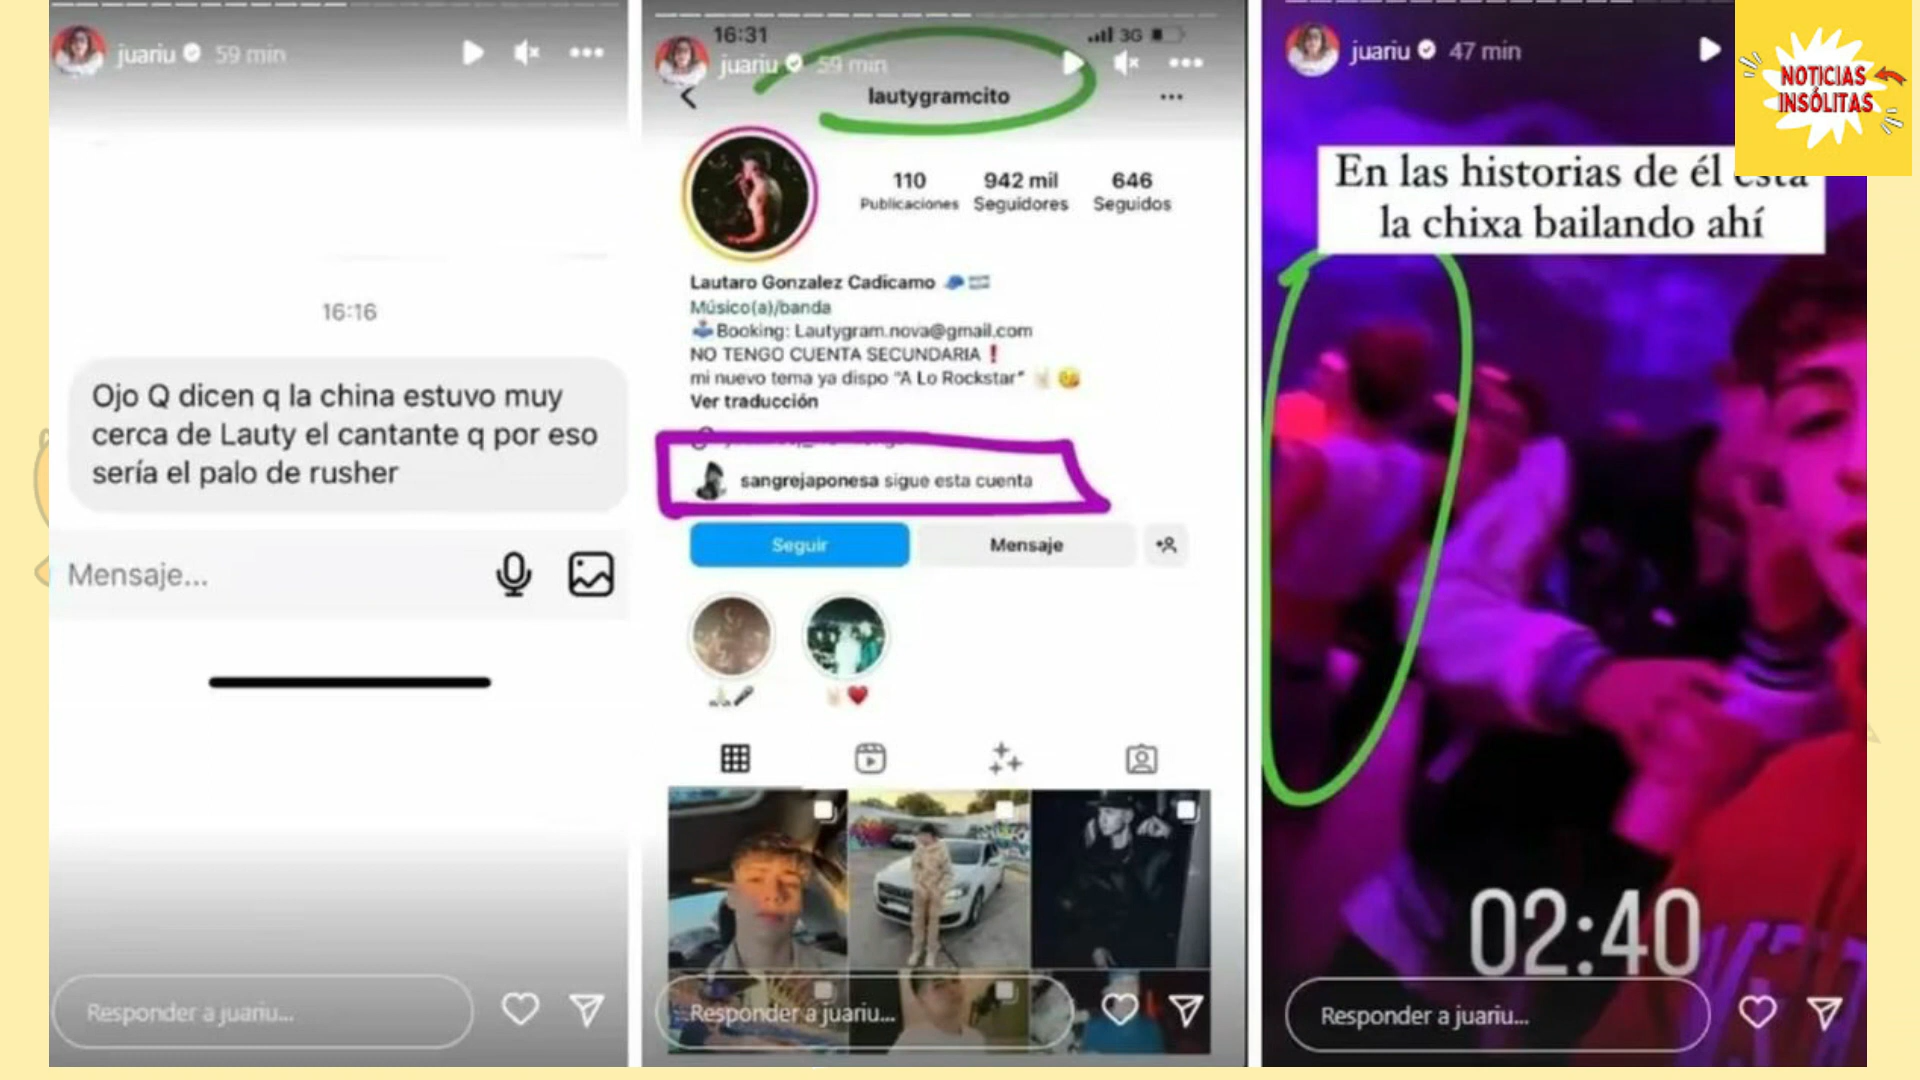 juariu 59 min
16:16
Ojo Q dicen q la china estuvo muy
cerca de Lauty el cantante q por eso
sería el palo de rusher
Mensaje...
Responder a juariu...
16:31
3G
juariu 59 min
lautygramcito
110
Publicaciones
942 mil
Seguidores
646
Seguidos
Lautaro Gonzalez Cadicamo
Músico(a)/banda
Booking: Lautygram.nova@gmail.com
NO TENGO CUENTA SECUNDARIA❗
mi nuevo tema ya dispo "A Lo Rockstar"
Ver traducción
sangrejaponesa sigue esta cuenta
Seguir
Mensaje
Responder a juariu...
juariu 47 min
NOTICIAS
INSÓLITAS
En las historias de él esta
la chixa bailando ahí
02:40
Responder a juariu...